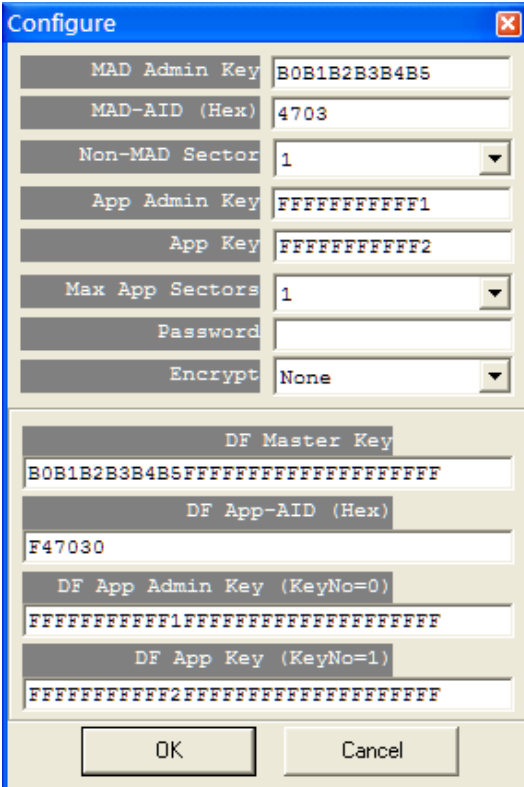 Configure
MAD Admin Key B0B1B2B3B4B5
MAD-AID (Hex) 4703
Non-MAD Sector 1
App Admin Key FFFFFFFFFFF1
App Key FFFFFFFFFFF2
Max App Sectors 1
Password
Encrypt None
DF Master Key
B0B1B2B3B4B5FFFFFFFFFFFFFFFFFFFF
DF App-AID (Hex)
F47030
DF App Admin Key (KeyNo=0)
FFFFFFFFFFF1FFFFFFFFFFFFFFFFFFFF
DF App Key (KeyNo=1)
FFFFFFFFFFF2FFFFFFFFFFFFFFFFFFFF
OK Cancel